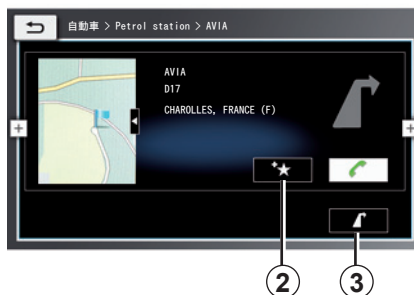 自動車 > Petrol station > AVIA
AVIA
D17
CHAROLLES, FRANCE (F)
2 3